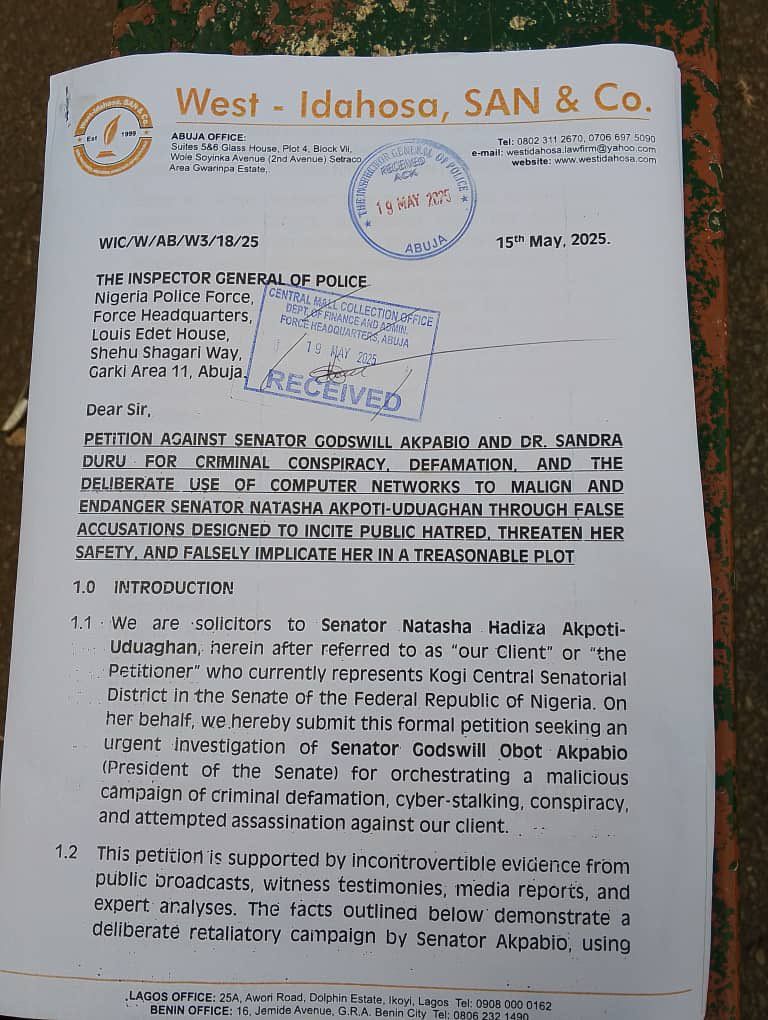 West - Idahosa, SAN & Co.
West-Idahosa, SAN & Co.
Est 1999
ABUJA OFFICE:
Suites 5&6 Glass House, Plot 4, Block Vii,
Wole Soyinka Avenue (2nd Avenue) Setraco
Area Gwarinpa Estate,
Tel: 0802 311 2670, 0706 697 5090
e-mail: westidahosa.lawfirm@yahoo.com
website: www.westidahosa.com
THE INSPECTOR GENERAL OF POLICE
RECEIVED
ACK
19 MAY 2025
ABUJA
WIC/W/AB/W3/18/25
15th May, 2025.
THE INSPECTOR GENERAL OF POLICE
Nigeria Police Force,
Force Headquarters,
Louis Edet House,
Shehu Shagari Way,
Garki Area 11, Abuja.
CENTRAL MALL COLLECTION OFFICE
DEPT. OF FINANCE AND ADMIN.
FORCE HEADQUARTERS, ABUJA
19 MAY 2025
RECEIVED
Dear Sir,
PETITION AGAINST SENATOR GODSWILL AKPABIO AND DR. SANDRA
DURU FOR CRIMINAL CONSPIRACY, DEFAMATION, AND THE
DELIBERATE USE OF COMPUTER NETWORKS TO MALIGN AND
ENDANGER SENATOR NATASHA AKPOTI-UDUAGHAN THROUGH FALSE
ACCUSATIONS DESIGNED TO INCITE PUBLIC HATRED, THREATEN HER
SAFETY, AND FALSELY IMPLICATE HER IN A TREASONABLE PLOT
1.0 INTRODUCTION
1.1 We are solicitors to Senator Natasha Hadiza Akpoti-
Uduaghan, herein after referred to as "our Client" or "the
Petitioner" who currently represents Kogi Central Senatorial
District in the Senate of the Federal Republic of Nigeria. On
her behalf, we hereby submit this formal petition seeking an
urgent investigation of Senator Godswill Obot Akpabio
(President of the Senate) for orchestrating a malicious
campaign of criminal defamation, cyber-stalking, conspiracy,
and attempted assassination against our client.
1.2 This petition is supported by incontrovertible evidence from
public broadcasts, witness testimonies, media reports, and
expert analyses. The facts outlined below demonstrate a
deliberate retaliatory campaign by Senator Akpabio, using
LAGOS OFFICE: 25A, Awori Road, Dolphin Estate, Ikoyi, Lagos Tel: 0908 000 0162
BENIN OFFICE: 16, Jemide Avenue, G.R.A. Benin City Tel: 0806 232 1490